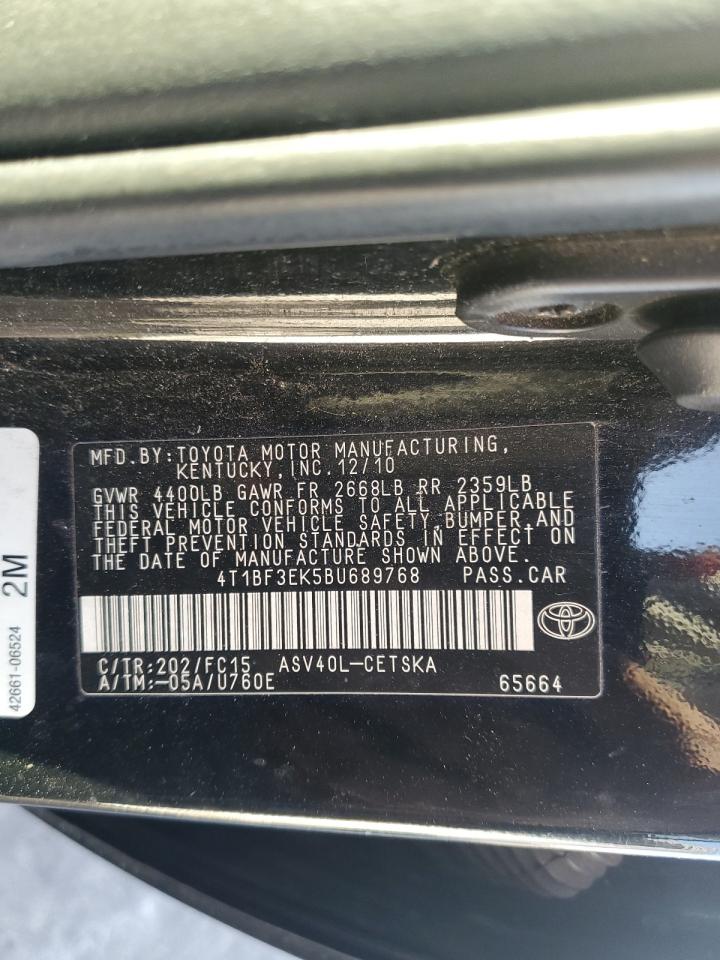 MFD.BY:TOYOTA MOTOR MANUFACTURING,
KENTUCKY,INC.12/10
GVWR 4400LB GAWR FR 2668LB RR 2359LB
THIS VEHICLE CONFORMS TO ALL APPLICABLE
FEDERAL MOTOR VEHICLE SAFETY,BUMPER,AND
THEFT PREVENTION STANDARDS IN EFFECT ON
THE DATE OF MANUFACTURE SHOWN ABOVE.
4T1BF3EK5BU689768 PASS.CAR
C/TR:202/FC15 ASV40L-CETSKA
A/TM:-05A/U760E 65664
2M
42661-06524